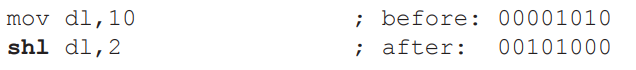 mov dl,10 ; before: 00001010
shl dl,2 ; after: 00101000